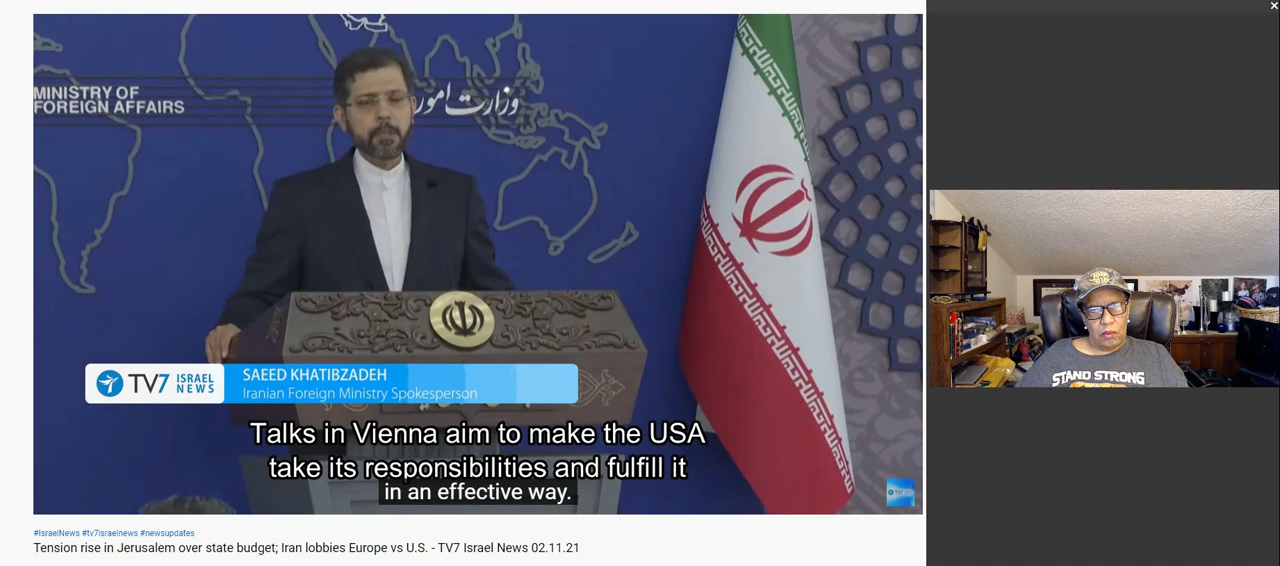 MINISTRY OF
FOREIGN AFFAIRS
وزارت امور
TV7 ISRAEL
NEWS
SAEED KHATIBZADEH
Iranian Foreign Ministry Spokesperson
Talks in Vienna aim to make the USA
take its responsibilities and fulfill it
in an effective way.
STAND STRONG
#IsraelNews #tv7israelnews #newsupdates
Tension rise in Jerusalem over state budget; Iran lobbies Europe vs U.S. - TV7 Israel News 02.11.21